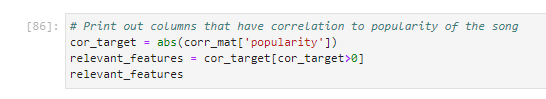 [86]: # Print out columns that have correlation to popularity of the song
cor_target = abs(corr_mat['popularity'])
relevant_features = cor_target[cor_target>0]
relevant_features